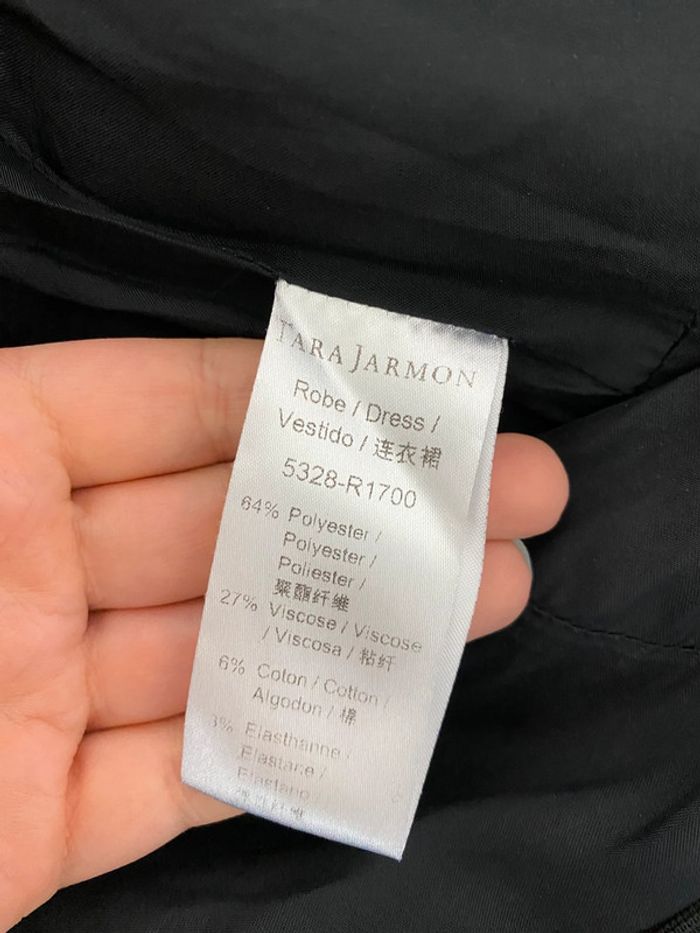 TARA JARMON
Robe / Dress /
Vestido / 连衣裙
5328-R1700
64% Polyester /
Polyester /
Poliester /
聚酯纤维
27% Viscose / Viscose
/ Viscosa / 粘纤
6% Coton / Cotton /
Algodon / 棉
3% Elasthanne /
Elastane /
Elastano